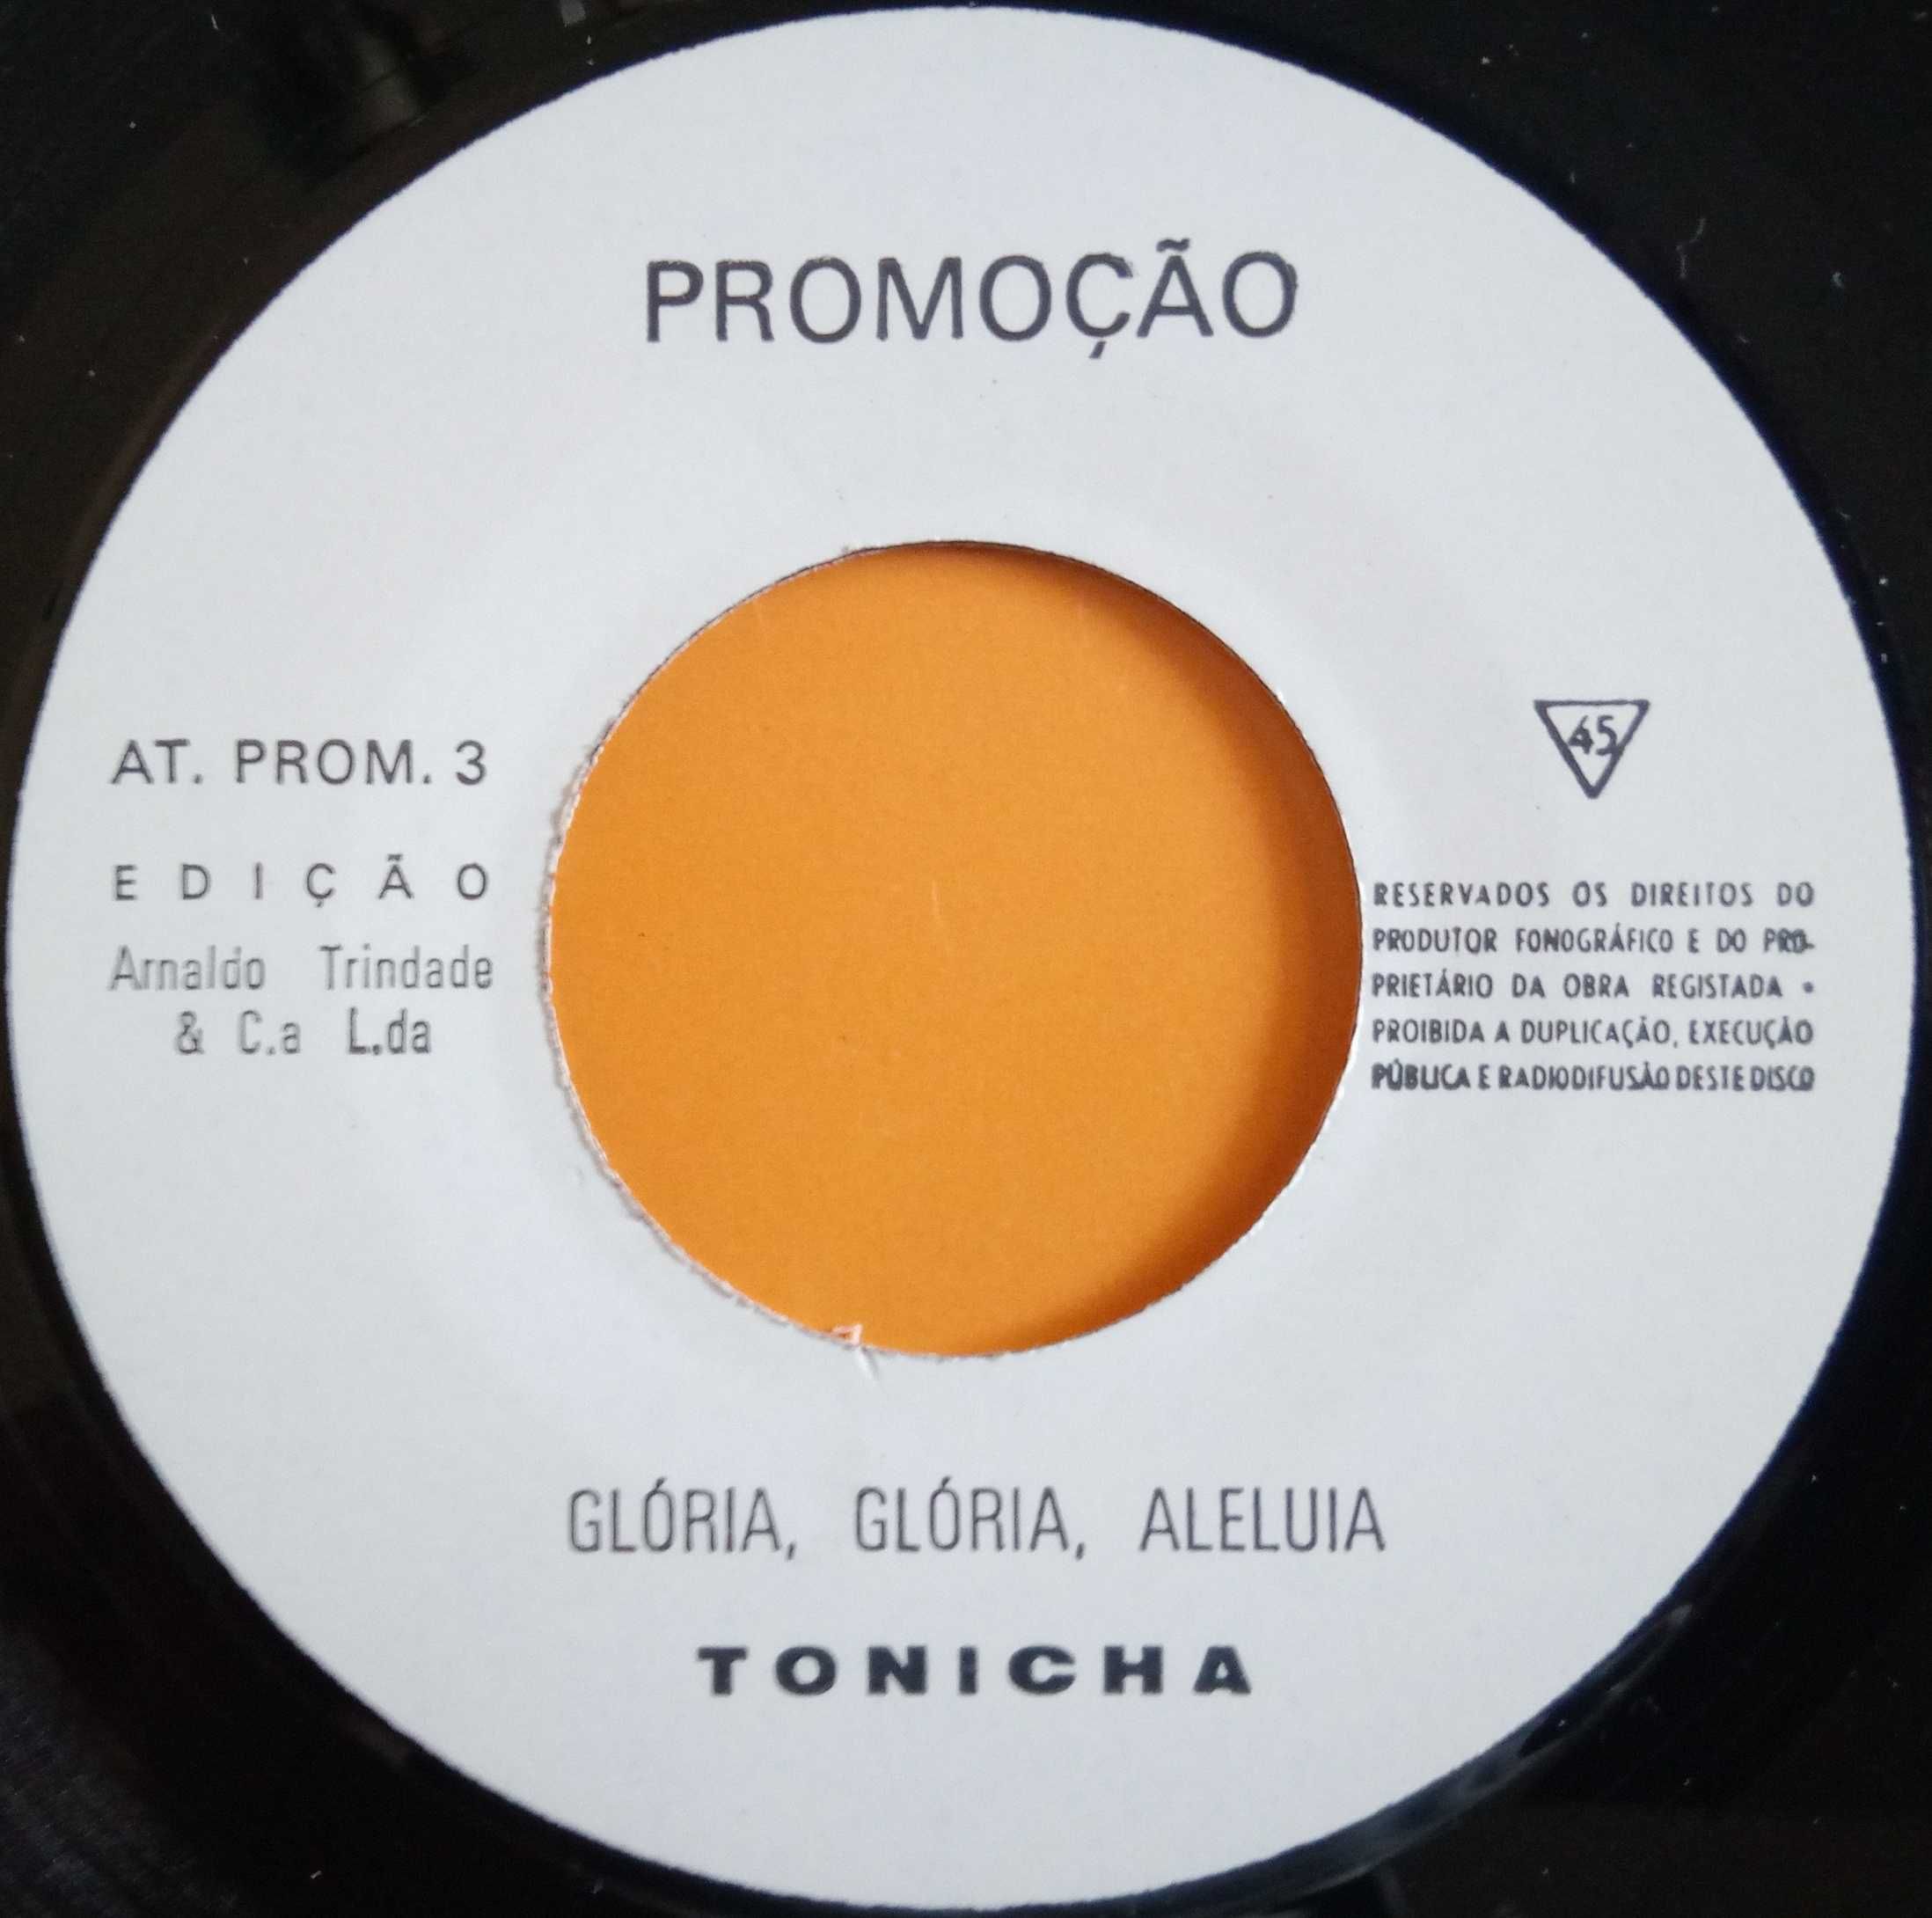 PROMOÇÃO
AT. PROM. 3
EDIÇÃO
Arnaldo Trindade
& C.a L.da
45
RESERVADOS OS DIREITOS DO
PRODUTOR FONOGRÁFICO E DO PRO-
PRIETÁRIO DA OBRA REGISTADA •
PROIBIDA A DUPLICAÇÃO, EXECUÇÃO
PÚBLICA E RADIODIFUSÃO DESTE DISCO
GLÓRIA, GLÓRIA, ALELUIA
TONICHA